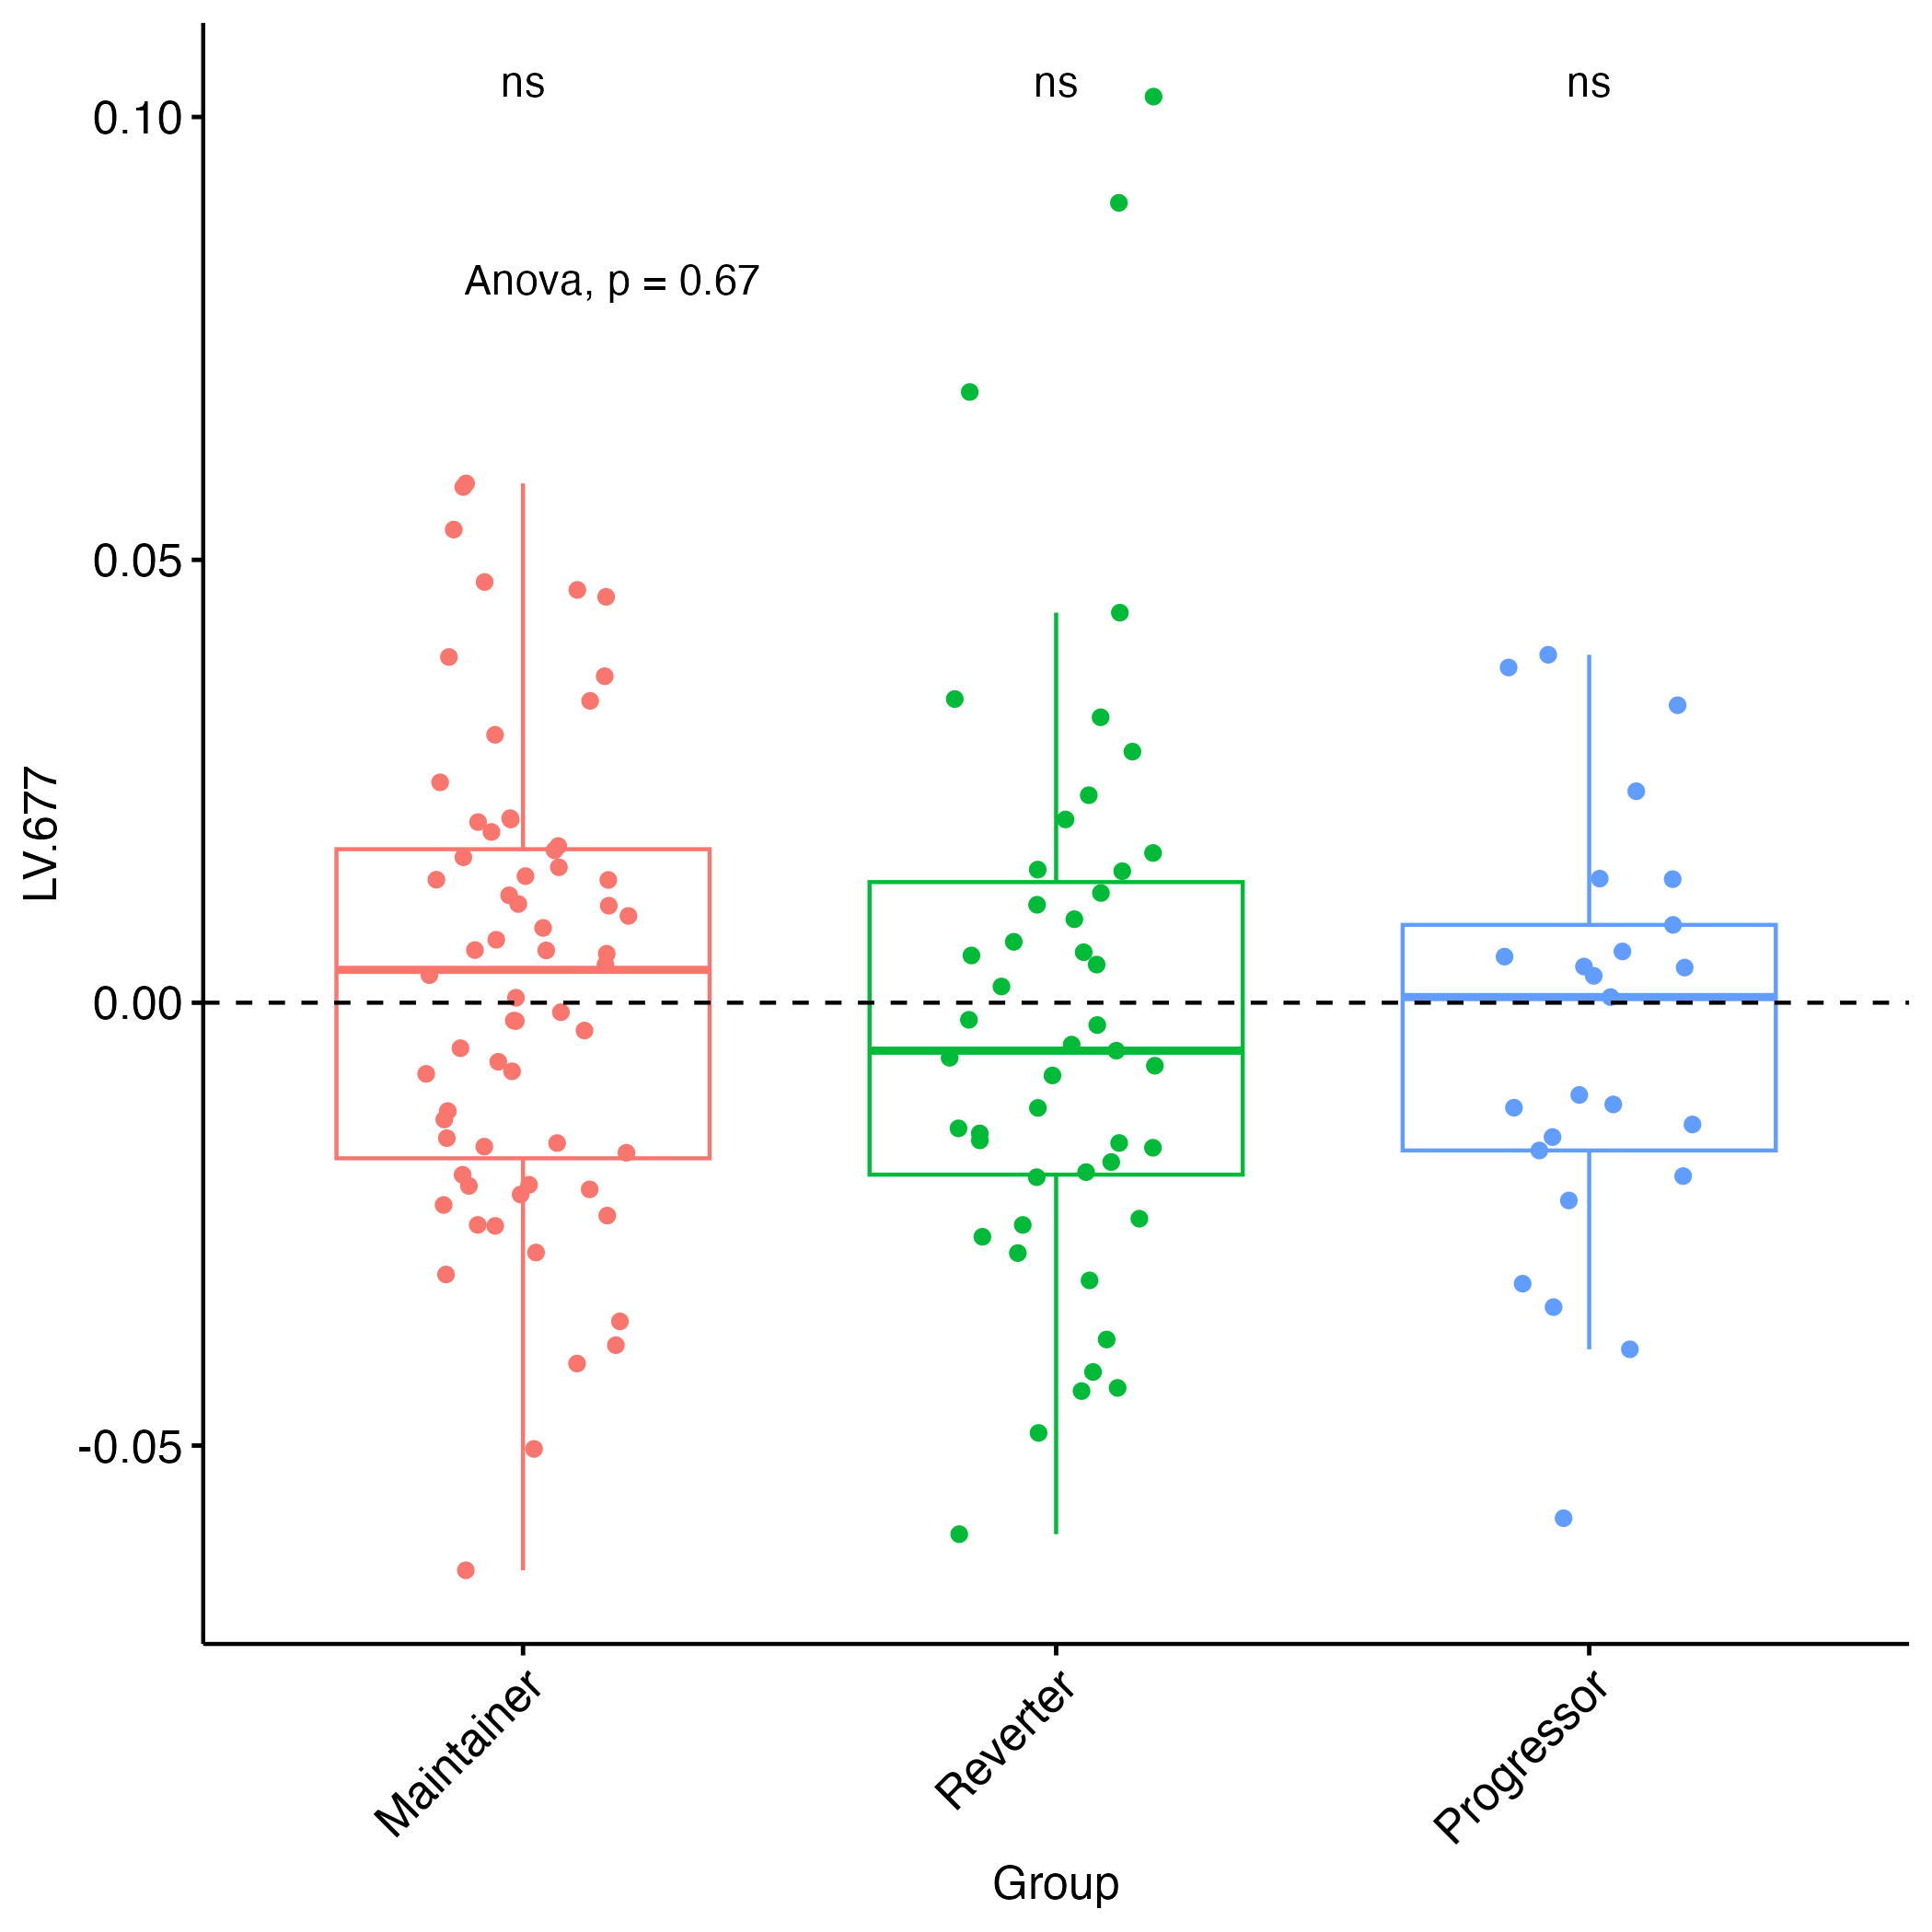 ns
ns
ns
Anova, p = 0.67
0.10
0.05
0.00
-0.05
LV.677
Maintainer
Reverter
Progressor
Group